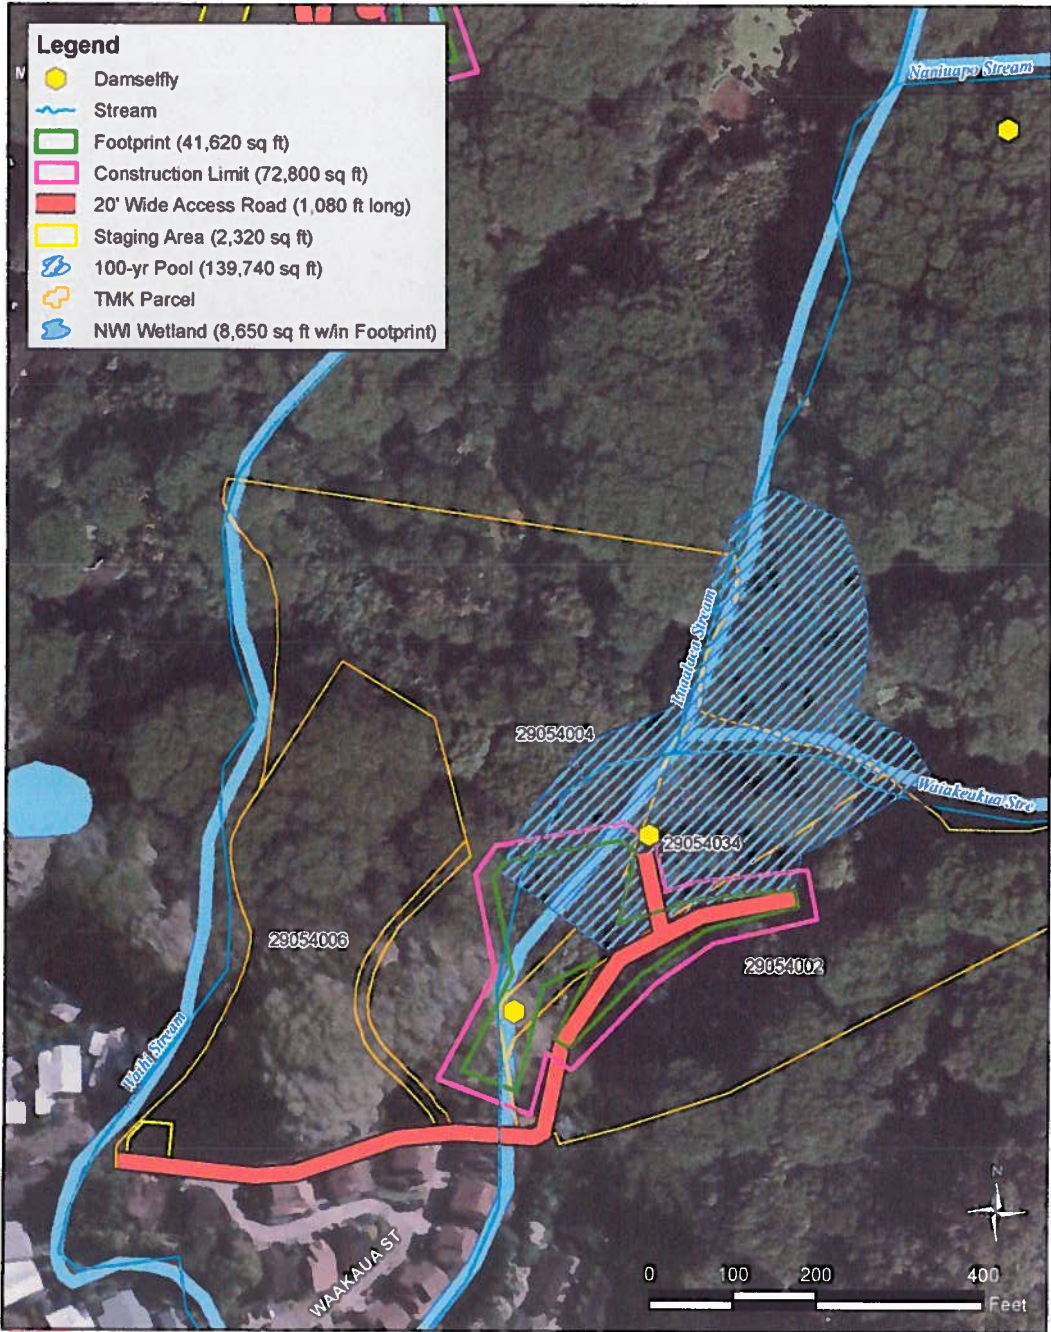 Legend
Damselfly
Stream
Footprint (41,620 sq ft)
Construction Limit (72,800 sq ft)
20' Wide Access Road (1,080 ft long)
Staging Area (2,320 sq ft)
100-yr Pool (139,740 sq ft)
TMK Parcel
NWI Wetland (8,650 sq ft w/in Footprint)
M
Naniuapo Stream
Luaalaea Stream
29054004
Waiakeakua Stre
29054034
29054006
29054002
Waihi Stream
WAAKAUA ST
N
0 100 200 400
Feet